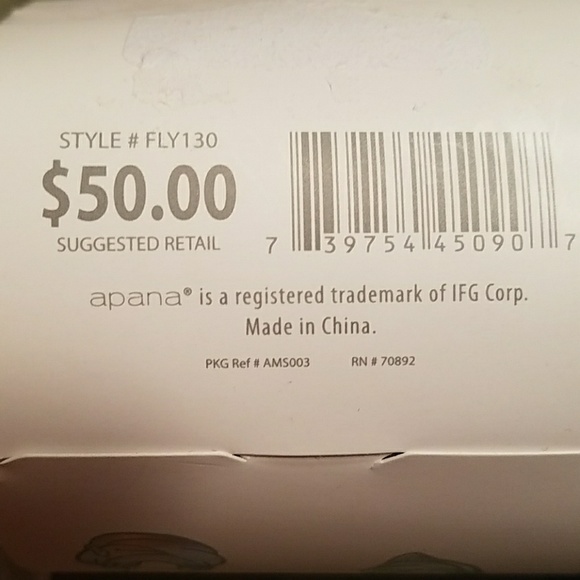 STYLE # FLY130
$50.00
SUGGESTED RETAIL
7 39754 45090 7
apana® is a registered trademark of IFG Corp.
Made in China.
PKG Ref # AMS003 RN # 70892